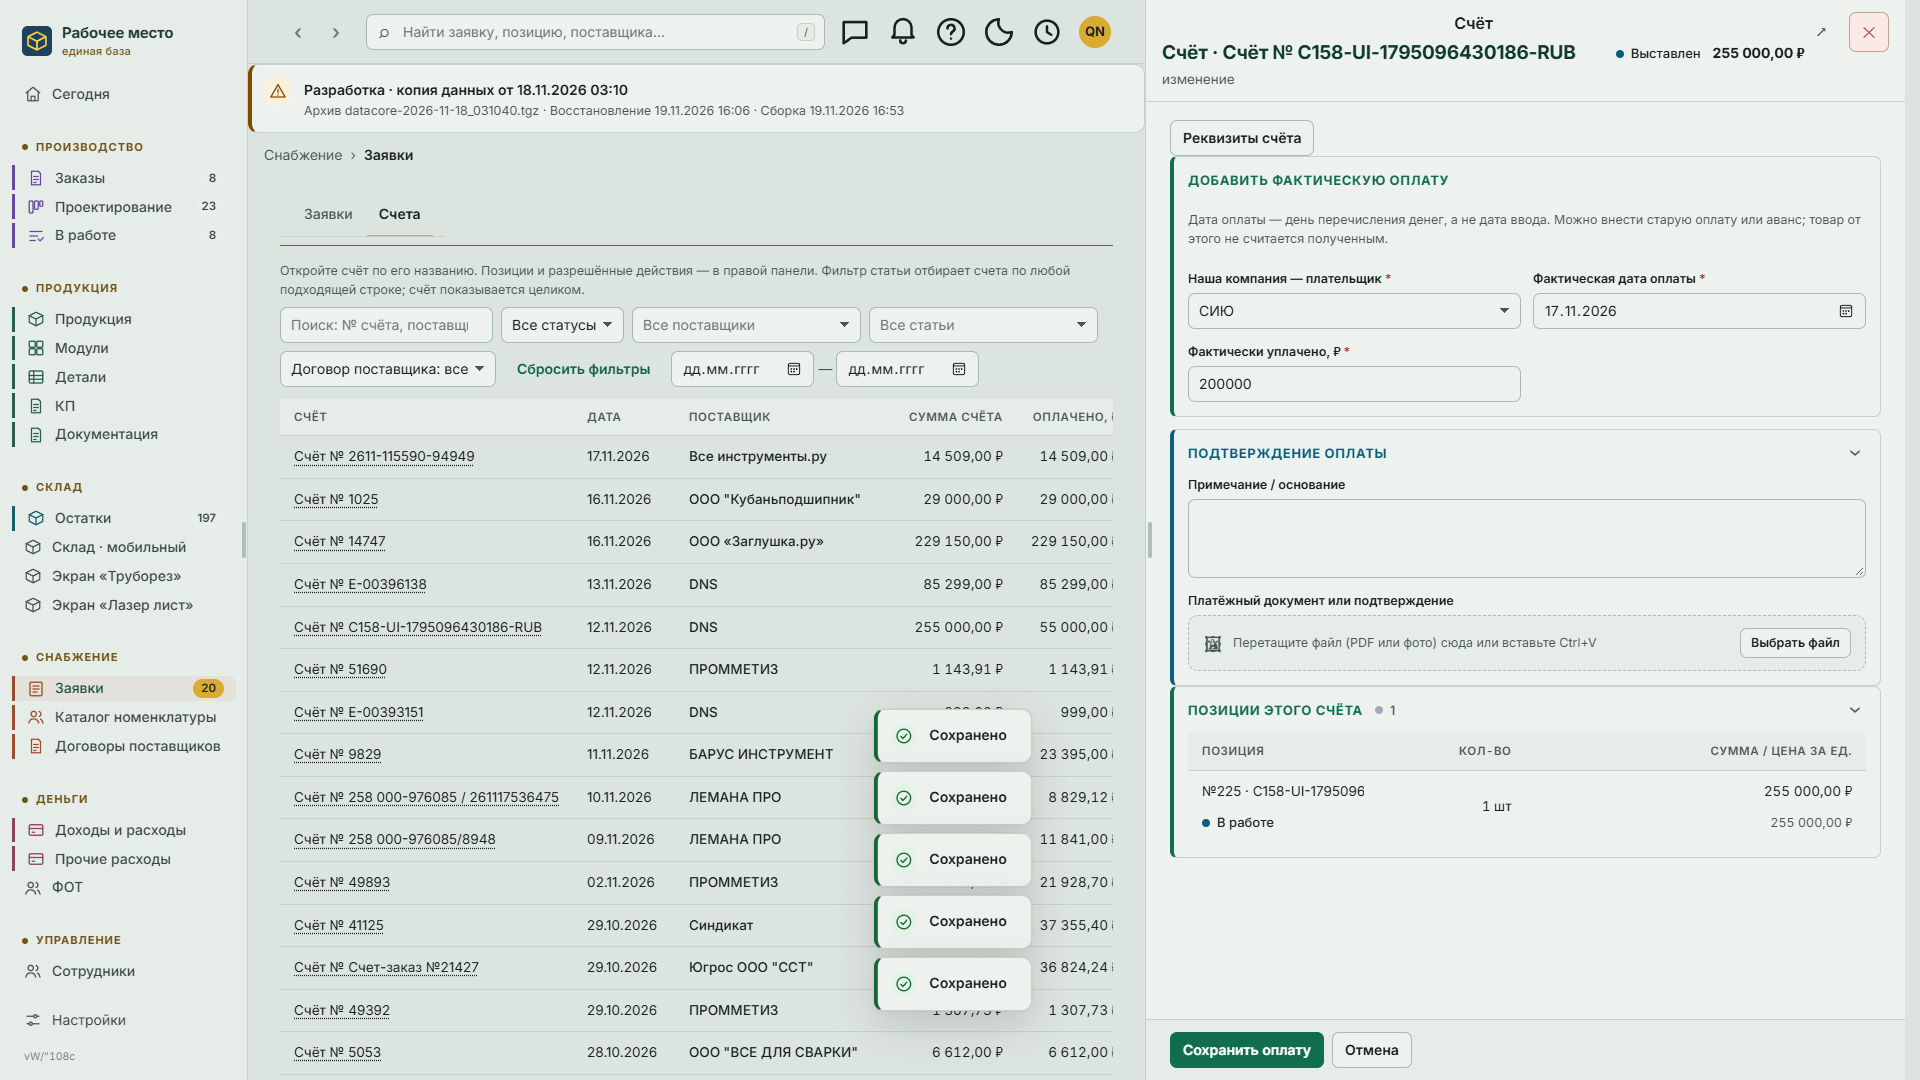 Рабочее место
единая база
Сегодня
ПРОИЗВОДСТВО
Заказы 8
Проектирование 23
В работе 8
ПРОДУКЦИЯ
Продукция
Модули
Детали
КП
Документация
СКЛАД
Остатки 197
Склад · мобильный
Экран «Труборез»
Экран «Лазер лист»
СНАБЖЕНИЕ
Заявки 20
Каталог номенклатуры
Договоры поставщиков
ДЕНЬГИ
Доходы и расходы
Прочие расходы
ФОТ
УПРАВЛЕНИЕ
Сотрудники
Настройки
vW/"108c
Найти заявку, позицию, поставщика... /
QN
Разработка · копия данных от 18.11.2026 03:10
Архив datacore-2026-11-18_031040.tgz · Восстановление 19.11.2026 16:06 · Сборка 19.11.2026 16:53
Снабжение › Заявки
Заявки Счета
Откройте счёт по его названию. Позиции и разрешённые действия — в правой панели. Фильтр статьи отбирает счета по любой
подходящей строке; счёт показывается целиком.
Поиск: № счёта, поставщи Все статусы Все поставщики Все статьи
Договор поставщика: все Сбросить фильтры дд.мм.гггг — дд.мм.гггг
СЧЁТ ДАТА ПОСТАВЩИК СУММА СЧЁТА ОПЛАЧЕНО,
Счёт № 2611-115590-94949 17.11.2026 Все инструменты.ру 14 509,00 ₽ 14 509,00
Счёт № 1025 16.11.2026 ООО "Кубаньподшипник" 29 000,00 ₽ 29 000,00
Счёт № 14747 16.11.2026 ООО «Заглушка.ру» 229 150,00 ₽ 229 150,00
Счёт № E-00396138 13.11.2026 DNS 85 299,00 ₽ 85 299,00
Счёт № C158-UI-1795096430186-RUB 12.11.2026 DNS 255 000,00 ₽ 55 000,00
Счёт № 51690 12.11.2026 ПРОММЕТИЗ 1 143,91 ₽ 1 143,91
Счёт № E-00393151 12.11.2026 DNS 999,00
Счёт № 9829 11.11.2026 БАРУС ИНСТРУМЕНТ 23 395,00
Счёт № 258 000-976085 / 261117536475 10.11.2026 ЛЕМАНА ПРО 8 829,12
Счёт № 258 000-976085/8948 09.11.2026 ЛЕМАНА ПРО 11 841,00
Счёт № 49893 02.11.2026 ПРОММЕТИЗ 21 928,70
Счёт № 41125 29.10.2026 Синдикат 37 355,40
Счёт № Счет-заказ №21427 29.10.2026 Югрос ООО "ССТ" 36 824,24
Счёт № 49392 29.10.2026 ПРОММЕТИЗ 1 307,73 ₽ 1 307,73
Счёт № 5053 28.10.2026 ООО "ВСЕ ДЛЯ СВАРКИ" 6 612,00 ₽ 6 612,00
Сохранено
Сохранено
Сохранено
Сохранено
Сохранено
Счёт
Счёт · Счёт № C158-UI-1795096430186-RUB
Выставлен 255 000,00 ₽
изменение
Реквизиты счёта
ДОБАВИТЬ ФАКТИЧЕСКУЮ ОПЛАТУ
Дата оплаты — день перечисления денег, а не дата ввода. Можно внести старую оплату или аванс; товар от
этого не считается полученным.
Наша компания — плательщик * Фактическая дата оплаты *
СИЮ 17.11.2026
Фактически уплачено, ₽ *
200000
ПОДТВЕРЖДЕНИЕ ОПЛАТЫ
Примечание / основание
Платёжный документ или подтверждение
Перетащите файл (PDF или фото) сюда или вставьте Ctrl+V Выбрать файл
ПОЗИЦИИ ЭТОГО СЧЁТА 1
ПОЗИЦИЯ КОЛ-ВО СУММА / ЦЕНА ЗА ЕД.
№225 · C158-UI-1795096 255 000,00 ₽
1 шт
В работе 255 000,00 ₽
Сохранить оплату Отмена